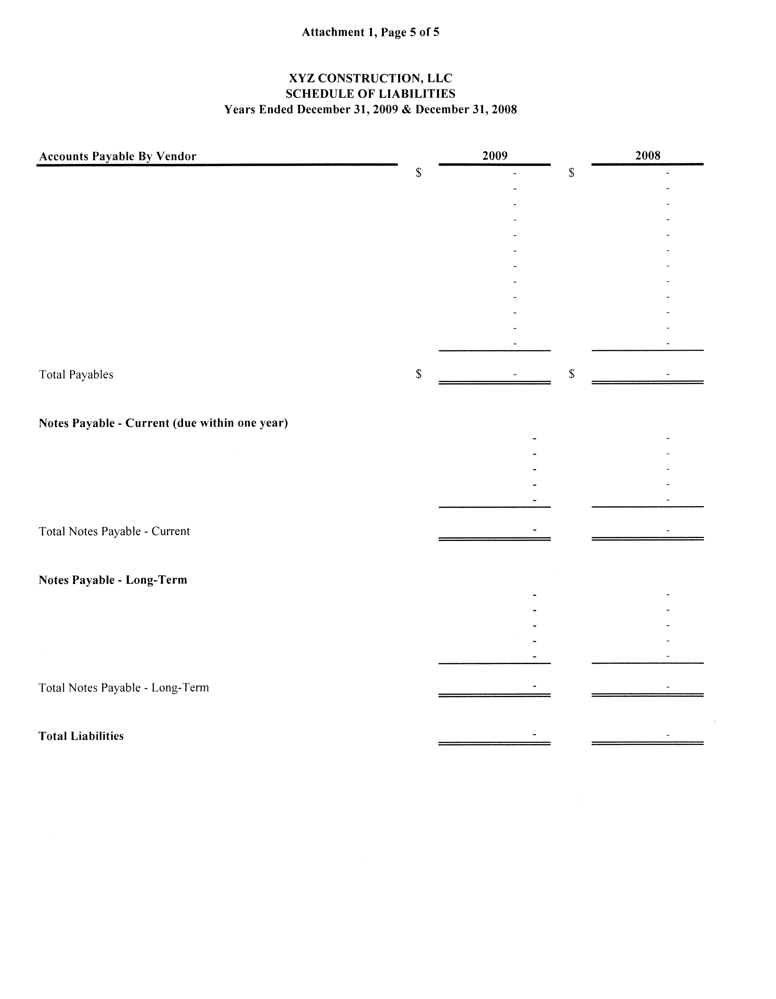 Attachment 1, Page 5 of 5
XYZ CONSTRUCTION, LLC
SCHEDULE OF LIABILITIES
Years Ended December 31, 2009 & December 31, 2008
Accounts Payable By Vendor 2009 2008
$ - $ -
- -
- -
- -
- -
- -
- -
- -
- -
- -
- -
- -
Total Payables $ - $ -
Notes Payable - Current (due within one year)
- -
- -
- -
- -
- -
Total Notes Payable - Current - -
Notes Payable - Long-Term
- -
- -
- -
- -
- -
Total Notes Payable - Long-Term - -
Total Liabilities - -